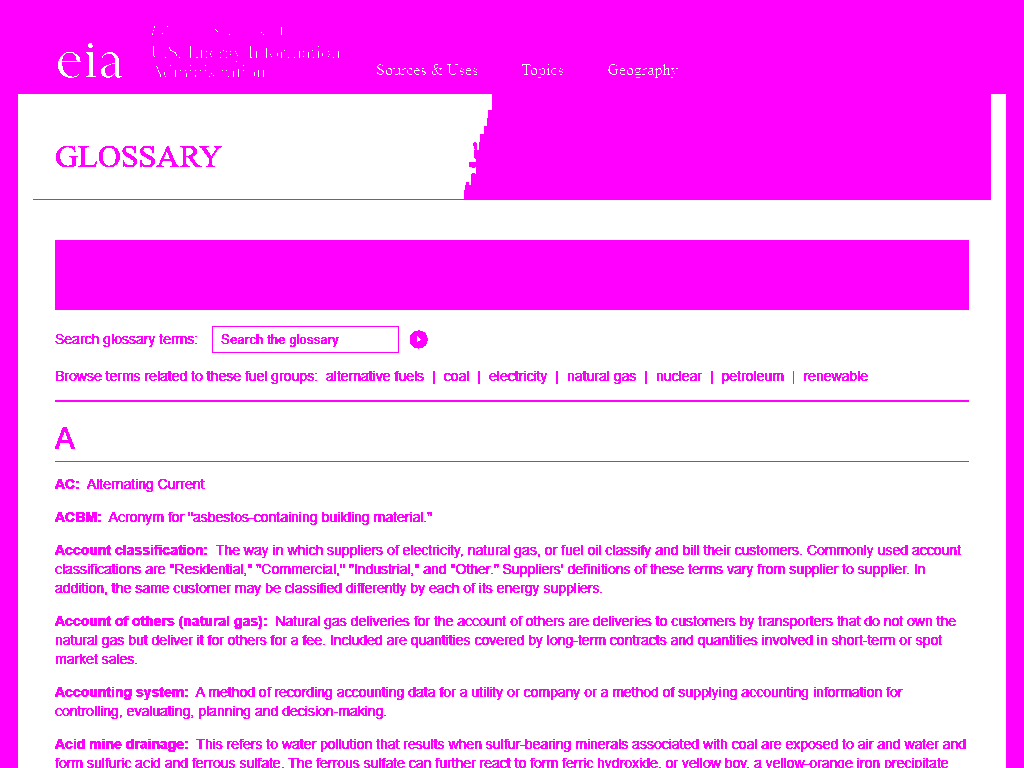 eia
U.S. Energy Information
Administration
Sources & Uses
Topics
Geography
GLOSSARY
Search glossary terms:
Search the glossary
Browse terms related to these fuel groups: alternative fuels | coal | electricity | natural gas | nuclear | petroleum | renewable
A
AC: Alternating Current
ACBM: Acronym for "asbestos-containing building material."
Account classification: The way in which suppliers of electricity, natural gas, or fuel oil classify and bill their customers. Commonly used account
classifications are "Residential," "Commercial," "Industrial," and "Other." Suppliers' definitions of these terms vary from supplier to supplier. In
addition, the same customer may be classified differently by each of its energy suppliers.
Account of others (natural gas): Natural gas deliveries for the account of others are deliveries to customers by transporters that do not own the
natural gas but deliver it for others for a fee. Included are quantities covered by long-term contracts and quantities involved in short-term or spot
market sales.
Accounting system: A method of recording accounting data for a utility or company or a method of supplying accounting information for
controlling, evaluating, planning and decision-making.
Acid mine drainage: This refers to water pollution that results when sulfur-bearing minerals associated with coal are exposed to air and water and
form sulfuric acid and ferrous sulfate. The ferrous sulfate can further react to form ferric hydroxide, or yellow boy, a yellow-orange iron precipitate